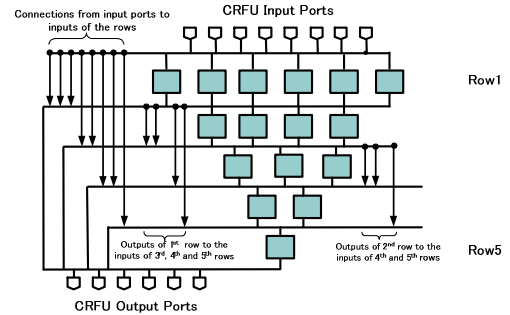 Connections from input ports to
inputs of the rows
CRFU Input Ports
Row1
Outputs of 1st row to the
inputs of 3rd, 4th and 5th rows
Outputs of 2nd row to the
inputs of 4th and 5th rows
Row5
CRFU Output Ports